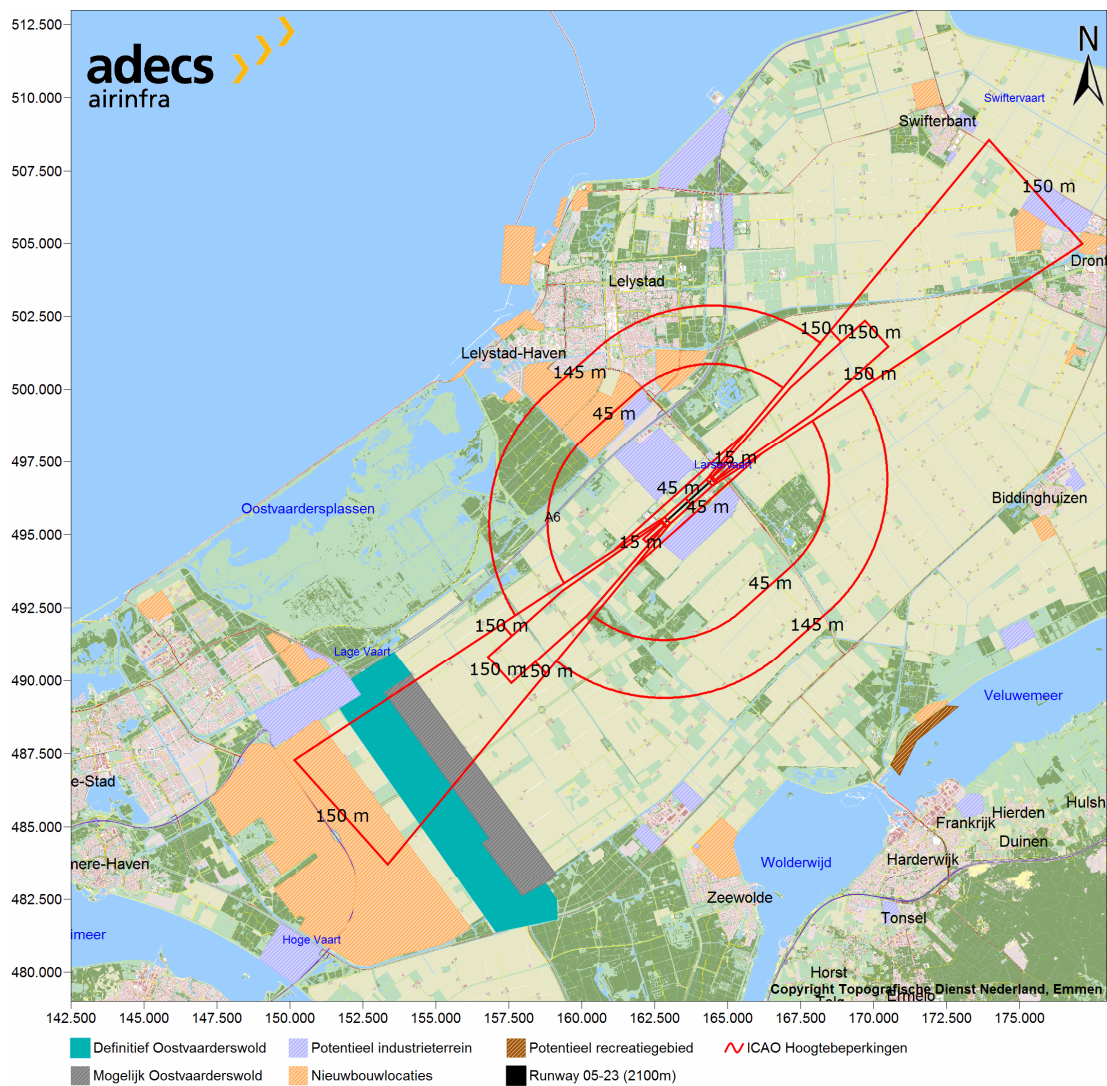 512.500
510.000
507.500
505.000
502.500
500.000
497.500
495.000
492.500
490.000
487.500
485.000
482.500
480.000
adecs
airinfra
N
Swiftervaart
Swifterbant
150 m
Dront
Lelystad
150 m
150 m
Lelystad-Haven
145 m
150 m
45 m
15 m
Larservaart
45 m
45 m
Biddinghuizen
Oostvaardersplassen
A6
15 m
45 m
150 m
145 m
Lage Vaart
150 m
150 m
Veluwemeer
e-Stad
150 m
Hulsh
Hierden
Frankrijk
Duinen
mere-Haven
Wolderwijd
Harderwijk
Zeewolde
Tonsel
imeer
Hoge Vaart
Horst
Copyright Topografische Dienst Nederland, Emmen
Ermelo
142.500 145.000 147.500 150.000 152.500 155.000 157.500 160.000 162.500 165.000 167.500 170.000 172.500 175.000
Definitief Oostvaarderswold
Potentieel industrieterrein
Potentieel recreatiegebied
ICAO Hoogtebeperkingen
Mogelijk Oostvaarderswold
Nieuwbouwlocaties
Runway 05-23 (2100m)